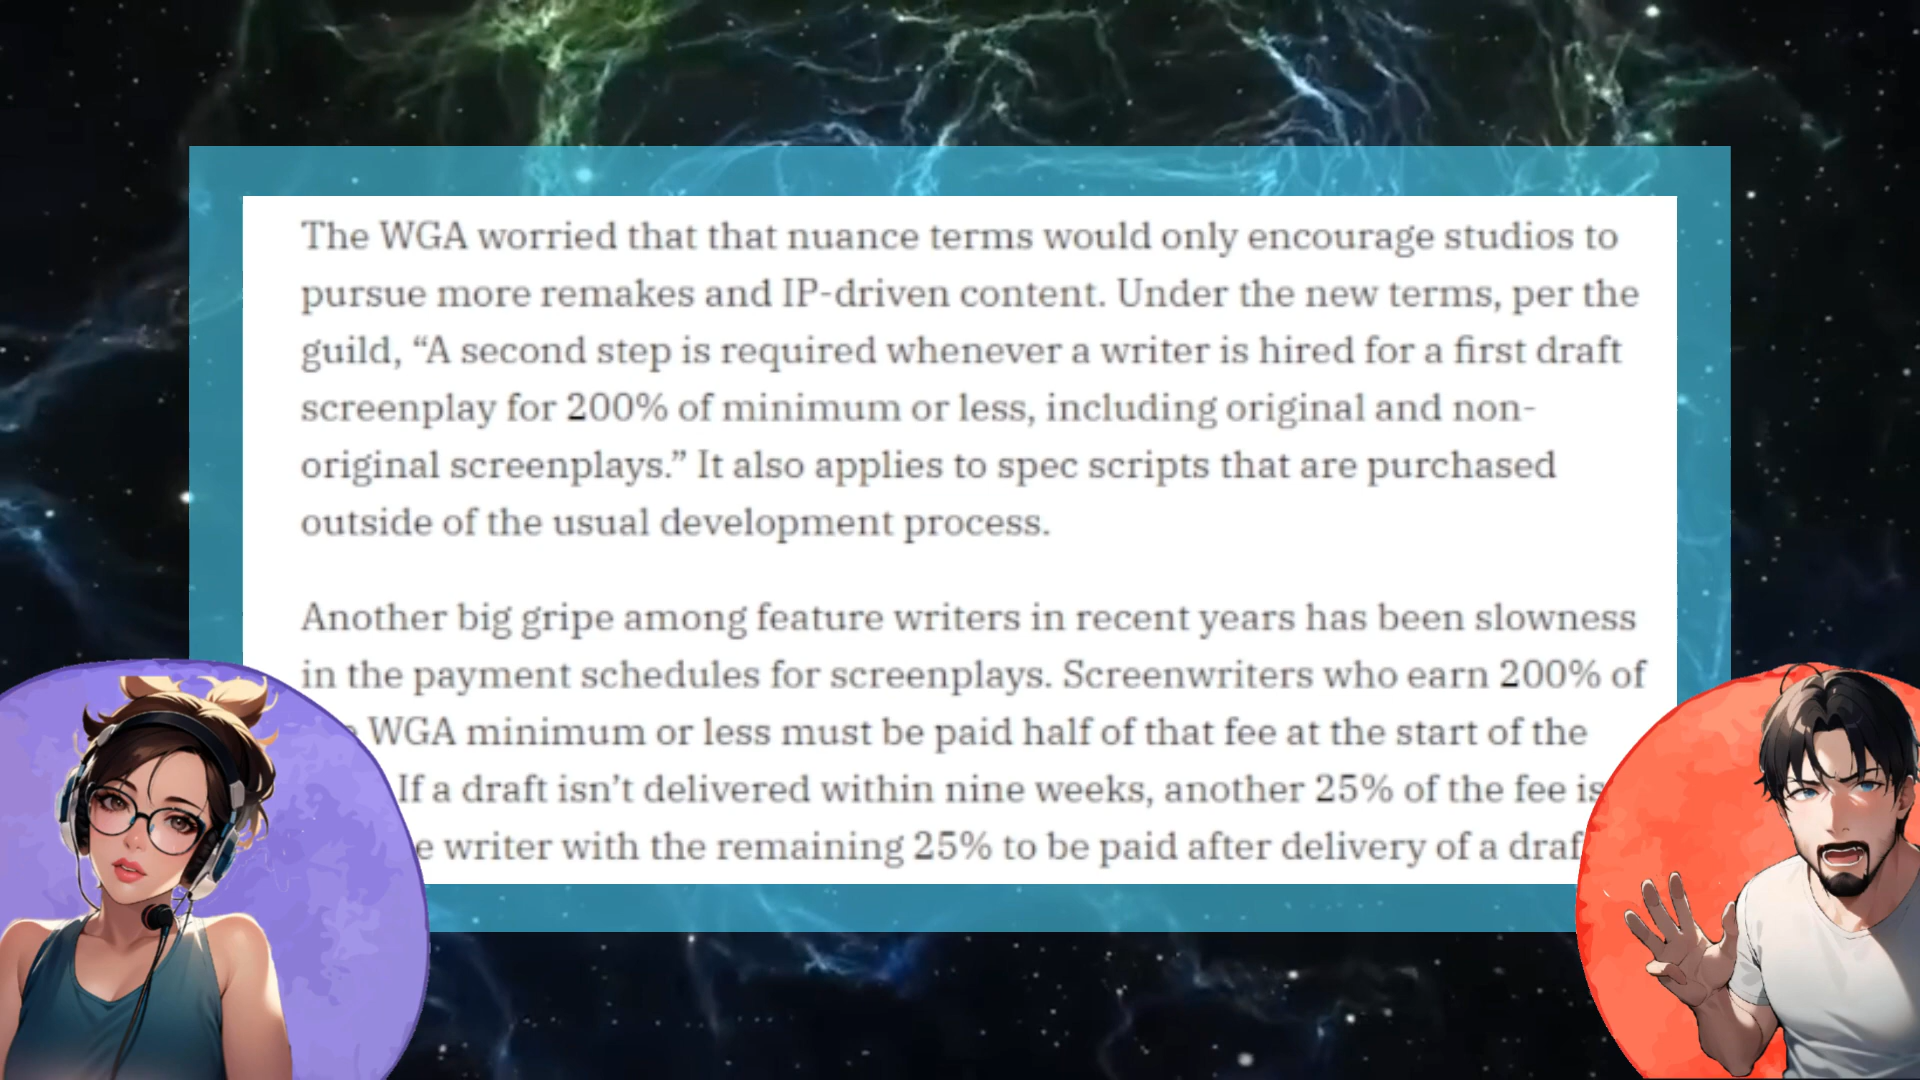 The WGA worried that that nuance terms would only encourage studios to
pursue more remakes and IP-driven content. Under the new terms, per the
guild, “A second step is required whenever a writer is hired for a first draft
screenplay for 200% of minimum or less, including original and non-
original screenplays.” It also applies to spec scripts that are purchased
outside of the usual development process.
Another big gripe among feature writers in recent years has been slowness
in the payment schedules for screenplays. Screenwriters who earn 200% of
WGA minimum or less must be paid half of that fee at the start of the
If a draft isn’t delivered within nine weeks, another 25% of the fee is
writer with the remaining 25% to be paid after delivery of a